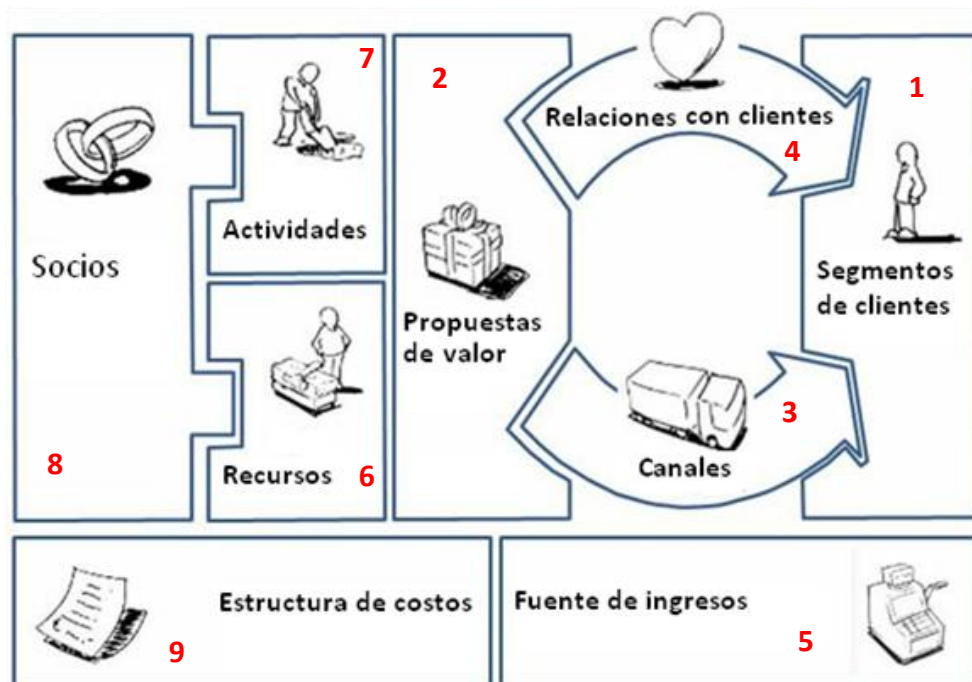 7
2
1
Relaciones con clientes
4
Actividades
Socios
Segmentos
de clientes
Propuestas
de valor
3
Canales
8
Recursos
6
Estructura de costos
9
Fuente de ingresos
5